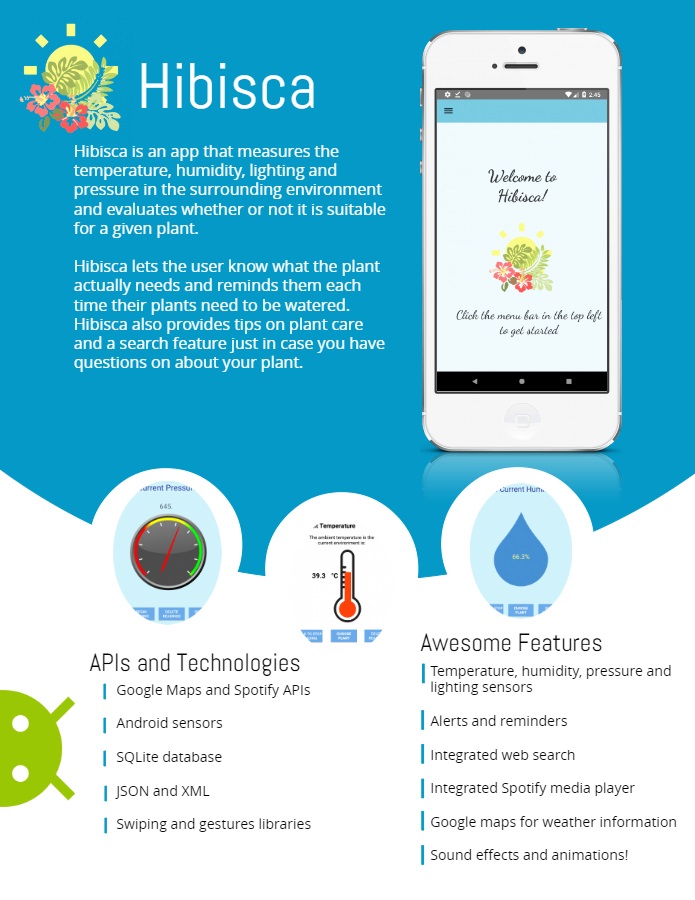 Hibisca
Hibisca is an app that measures the
temperature, humidity, lighting and
pressure in the surrounding environment
and evaluates whether or not it is suitable
for a given plant.
Hibisca lets the user know what the plant
actually needs and reminds them each
time their plants need to be watered.
Hibisca also provides tips on plant care
and a search feature just in case you have
questions on about your plant.
2:45
Welcome to
Hibisca!
Click the menu bar in the top left
to get started
645.
Temperature
The ambient temperature in the
current environment is:
39.3 °C
CHANGE
PLANT
66.3%
APIs and Technologies
Google Maps and Spotify APIs
Android sensors
SQLite database
JSON and XML
Swiping and gestures libraries
Awesome Features
Temperature, humidity, pressure and
lighting sensors
Alerts and reminders
Integrated web search
Integrated Spotify media player
Google maps for weather information
Sound effects and animations!